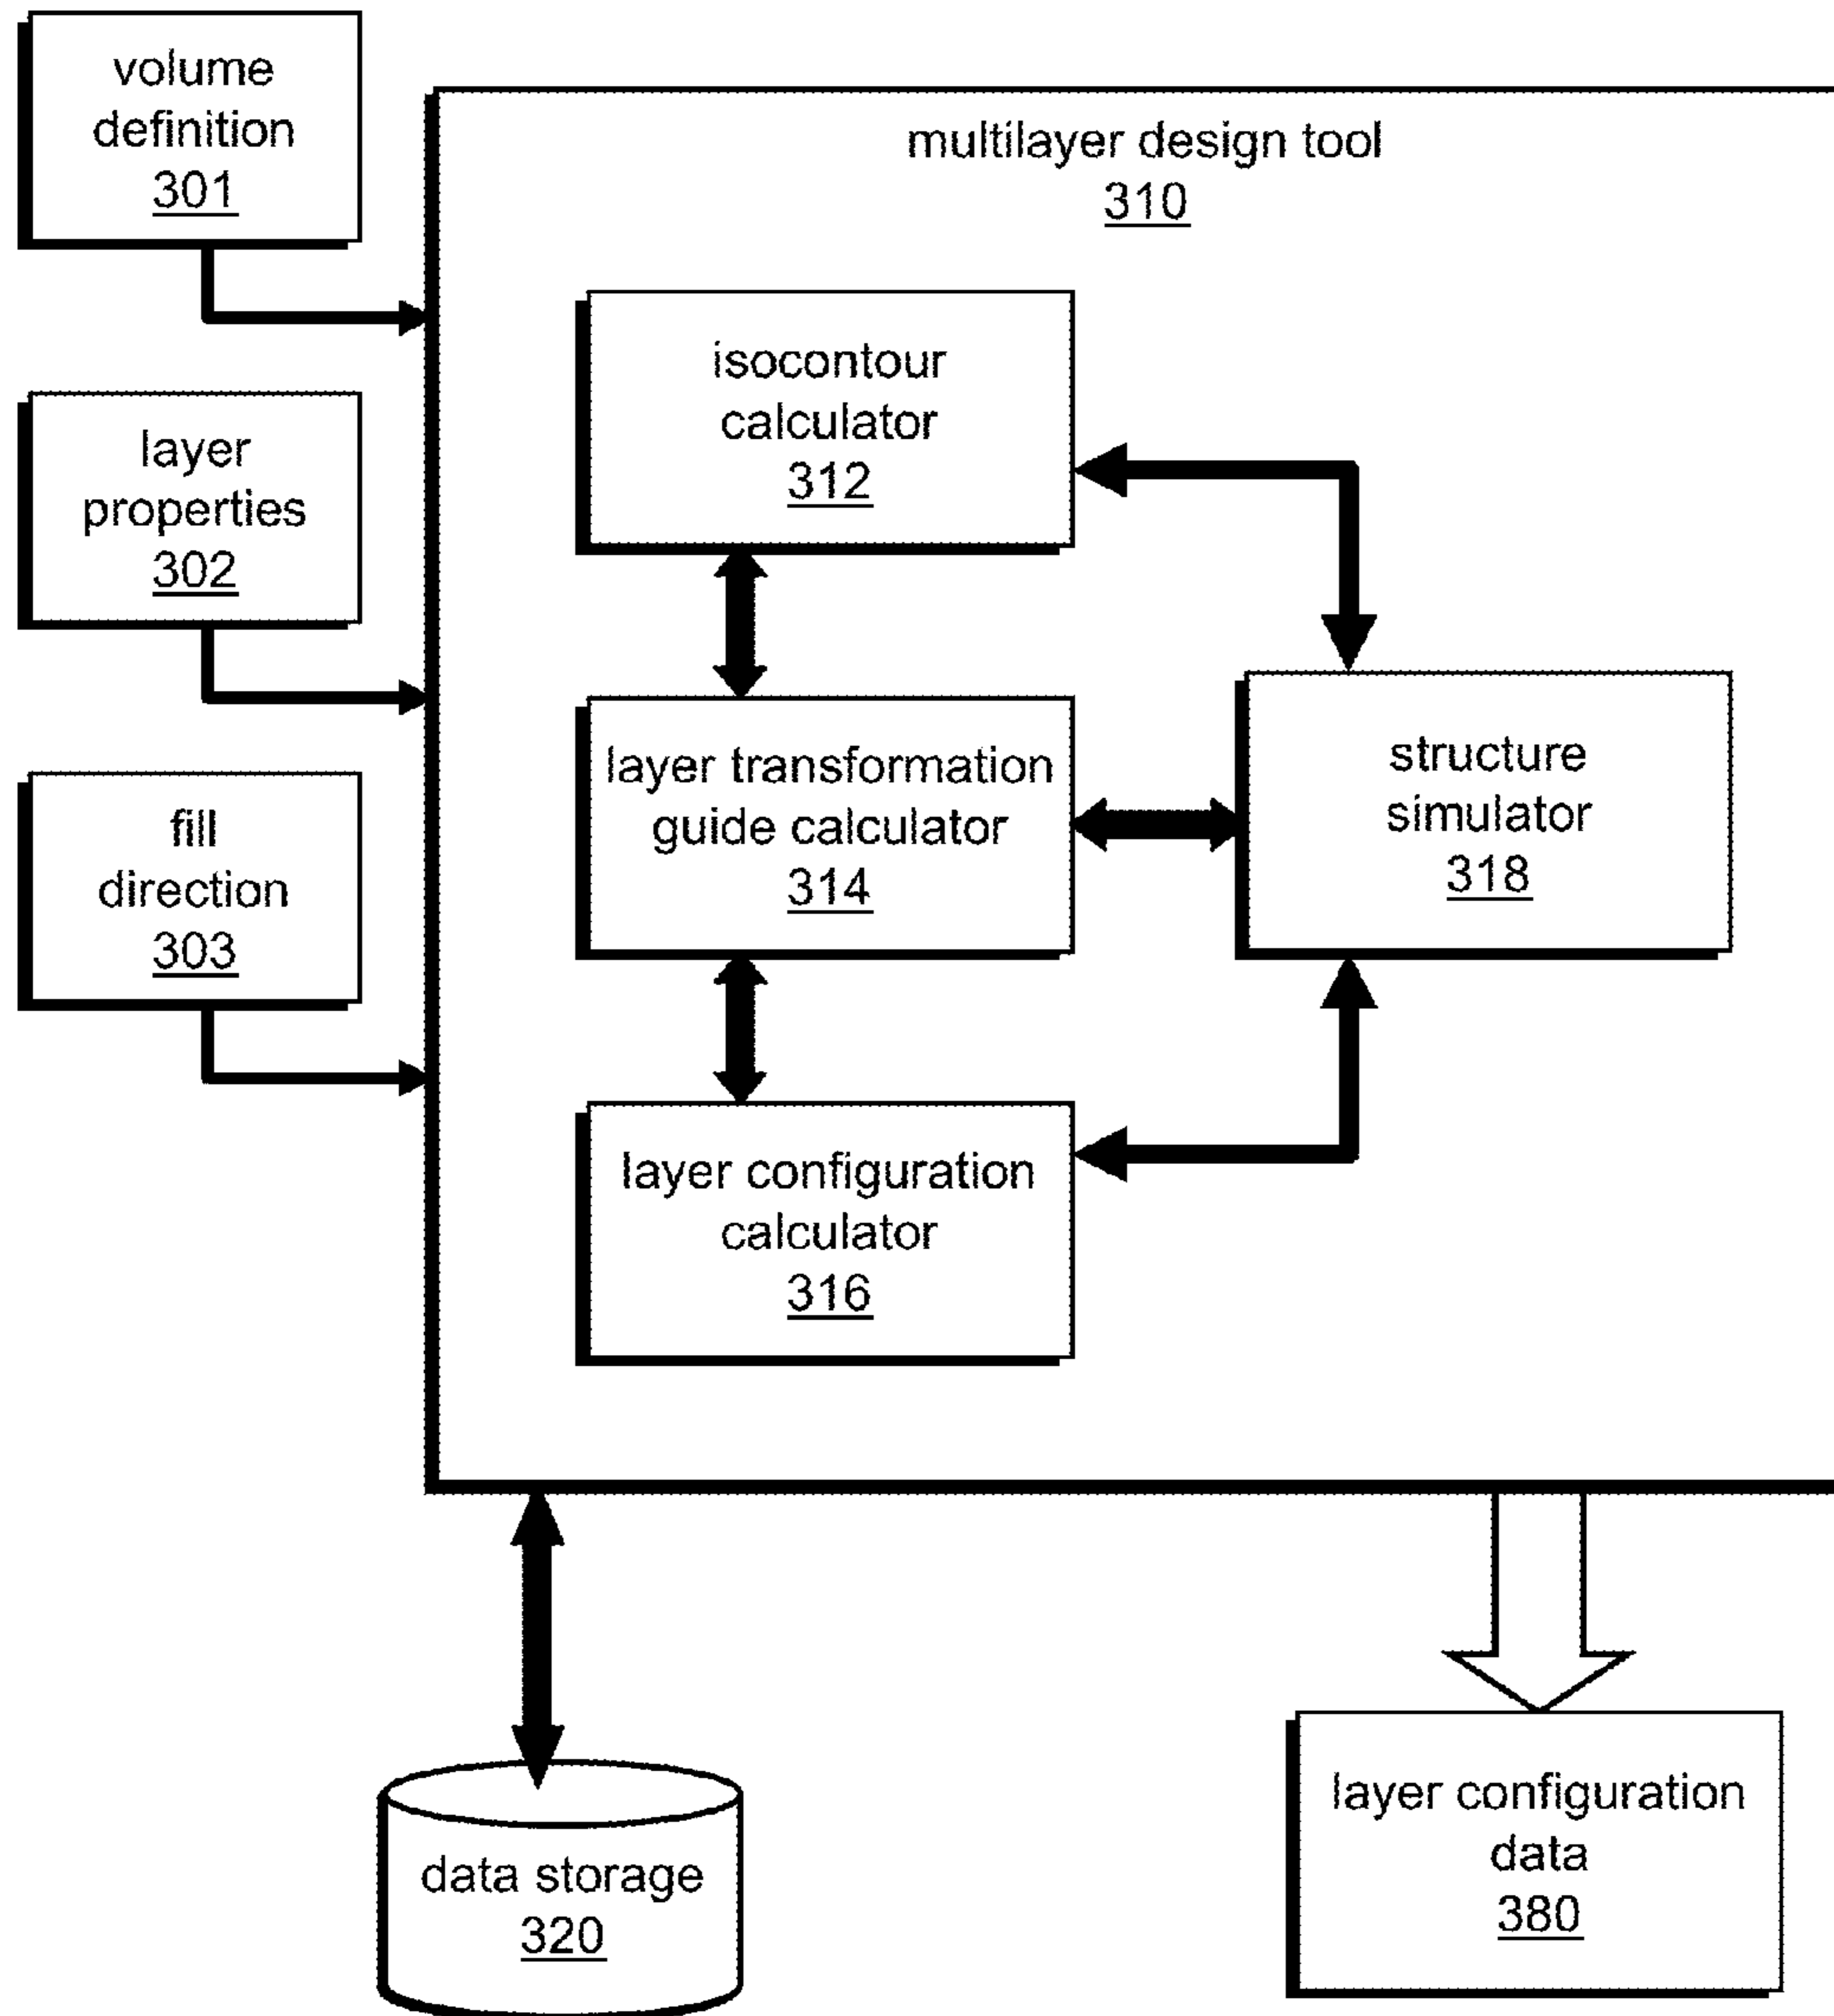 volume
definition
301
layer
properties
302
fill
direction
303
multilayer design tool
310
isocontour
calculator
312
layer transformation
guide calculator
314
layer configuration
calculator
316
structure
simulator
318
data storage
320
layer configuration
data
380